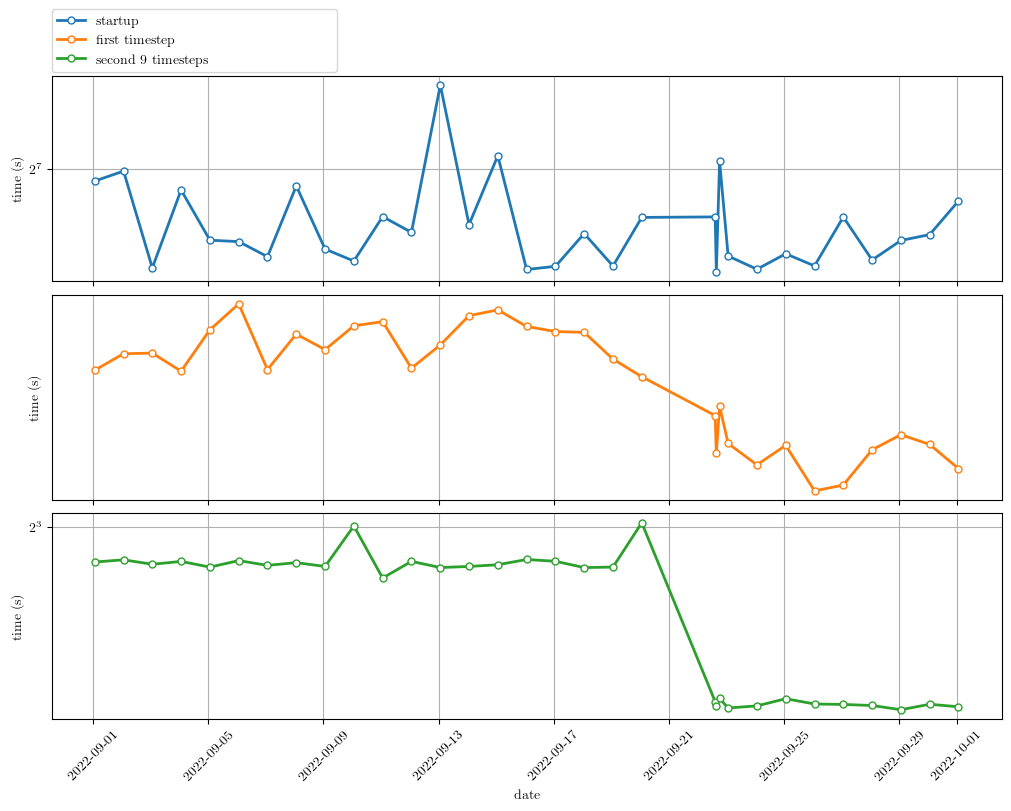 startup
first timestep
second 9 timesteps
time (s)
2^7
time (s)
time (s)
2^3
2022-09-01
2022-09-05
2022-09-09
2022-09-13
2022-09-17
2022-09-21
2022-09-25
2022-09-29
2022-10-01
date